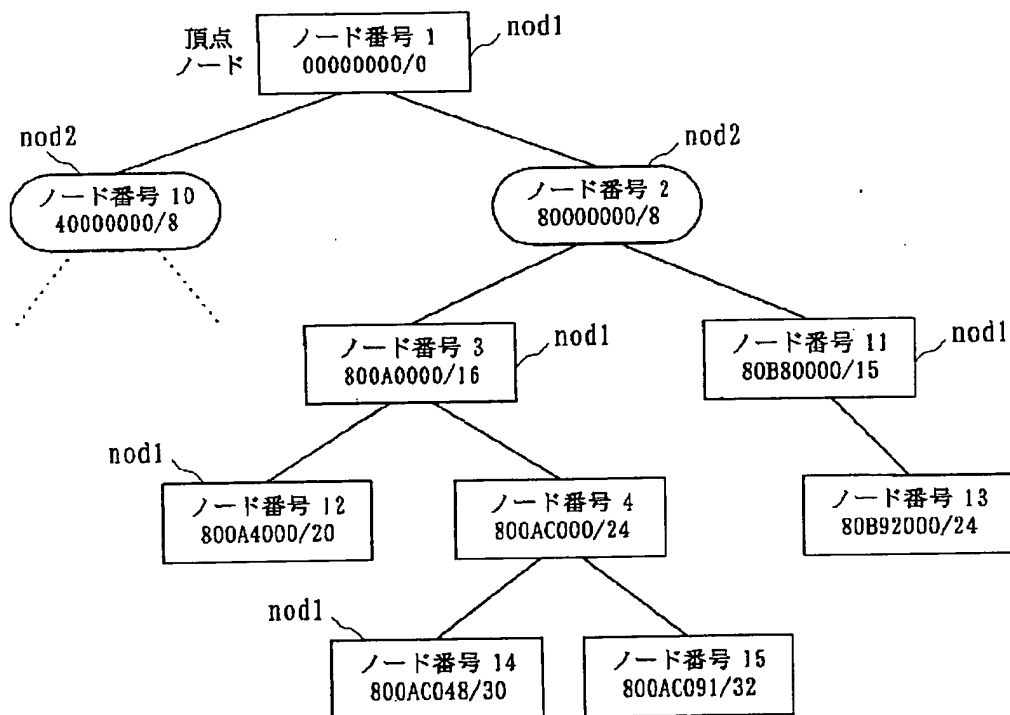 頂点
ノード
ノード番号 1
00000000/0
nod1
nod2
ノード番号 10
40000000/8
nod2
ノード番号 2
80000000/8
ノード番号 3
800A0000/16
nod1
ノード番号 11
80B80000/15
nod1
nod1
ノード番号 12
800A4000/20
ノード番号 4
800AC000/24
ノード番号 13
80B92000/24
nod1
ノード番号 14
800AC048/30
ノード番号 15
800AC091/32